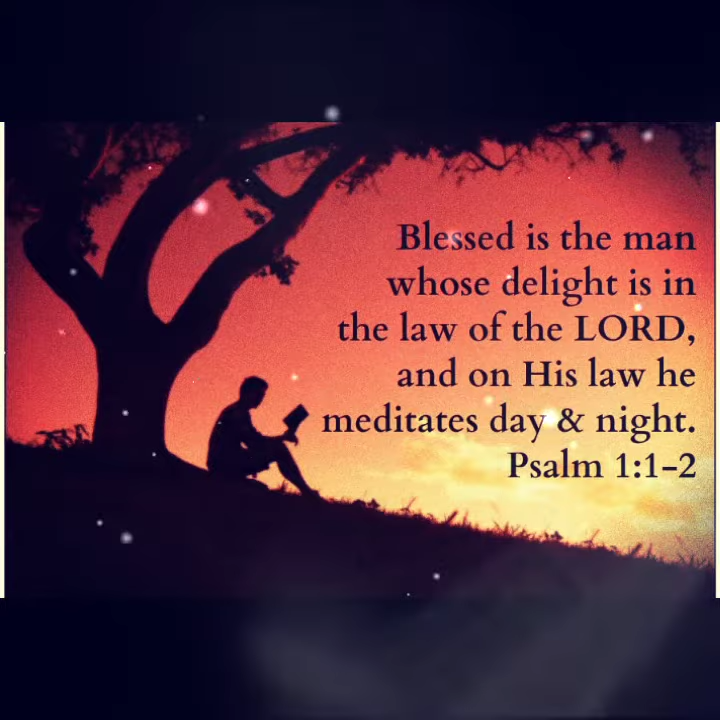 Blessed is the man
whose delight is in
the law of the LORD,
and on His law he
meditates day & night.
Psalm 1:1-2